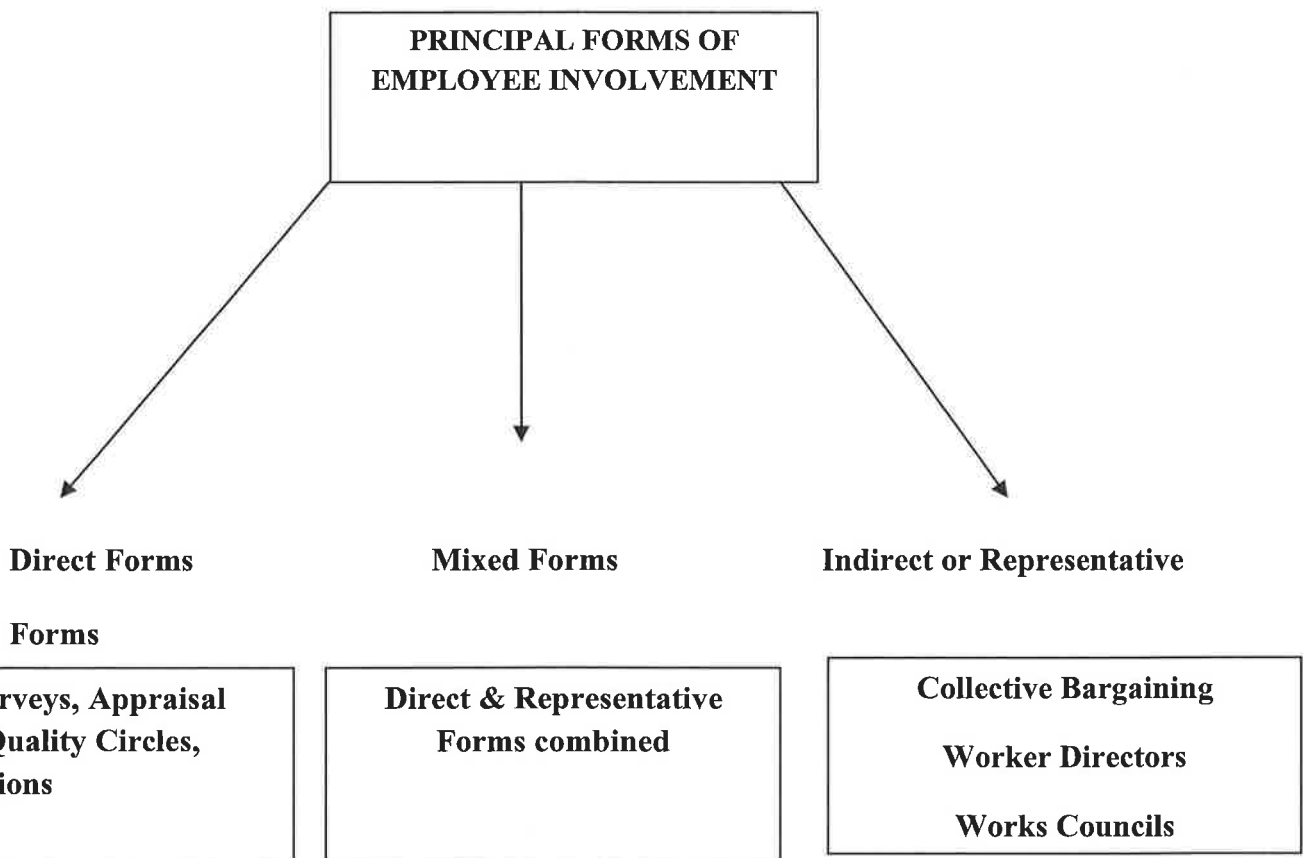 PRINCIPAL FORMS OF
EMPLOYEE INVOLVEMENT
Direct Forms
Mixed Forms
Indirect or Representative
Forms
Appraisal
Quality Circles,
Direct & Representative
Forms combined
Collective Bargaining
Worker Directors
Works Councils